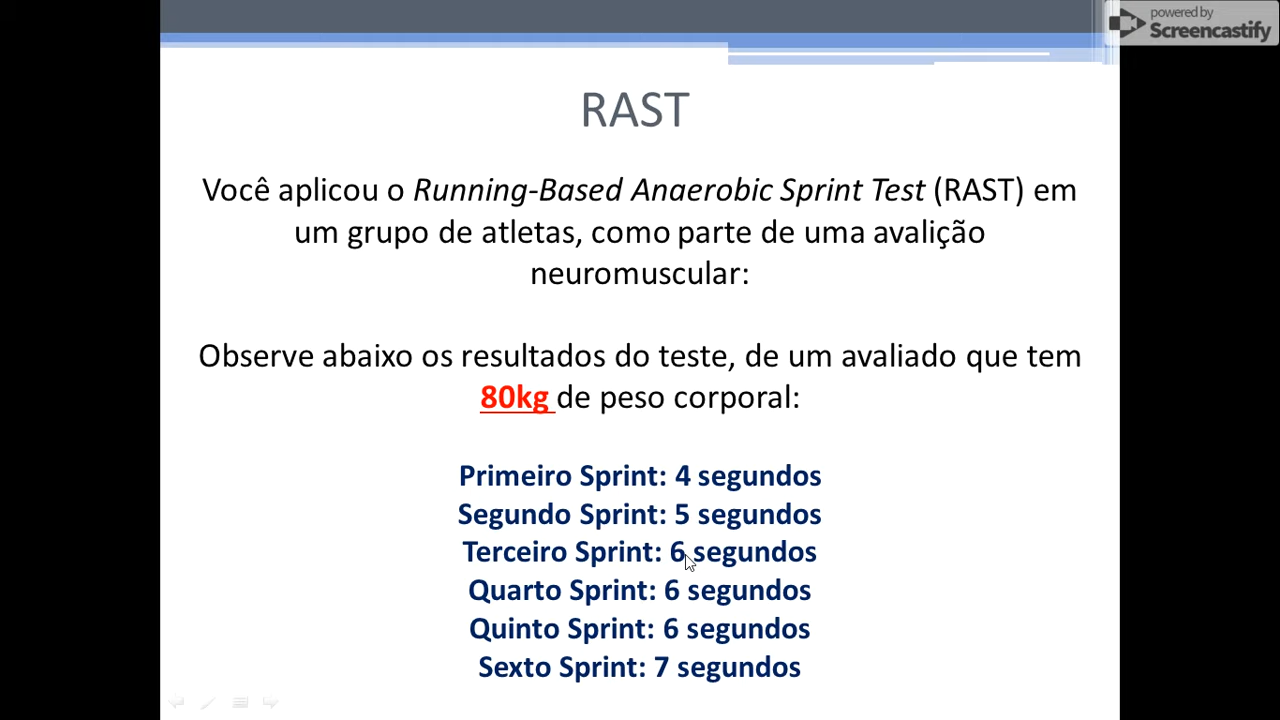 powered by
Screencastify
RAST
Você aplicou o Running-Based Anaerobic Sprint Test (RAST) em
um grupo de atletas, como parte de uma avalição
neuromuscular:
Observe abaixo os resultados do teste, de um avaliado que tem
80kg de peso corporal:
Primeiro Sprint: 4 segundos
Segundo Sprint: 5 segundos
Terceiro Sprint: 6 segundos
Quarto Sprint: 6 segundos
Quinto Sprint: 6 segundos
Sexto Sprint: 7 segundos